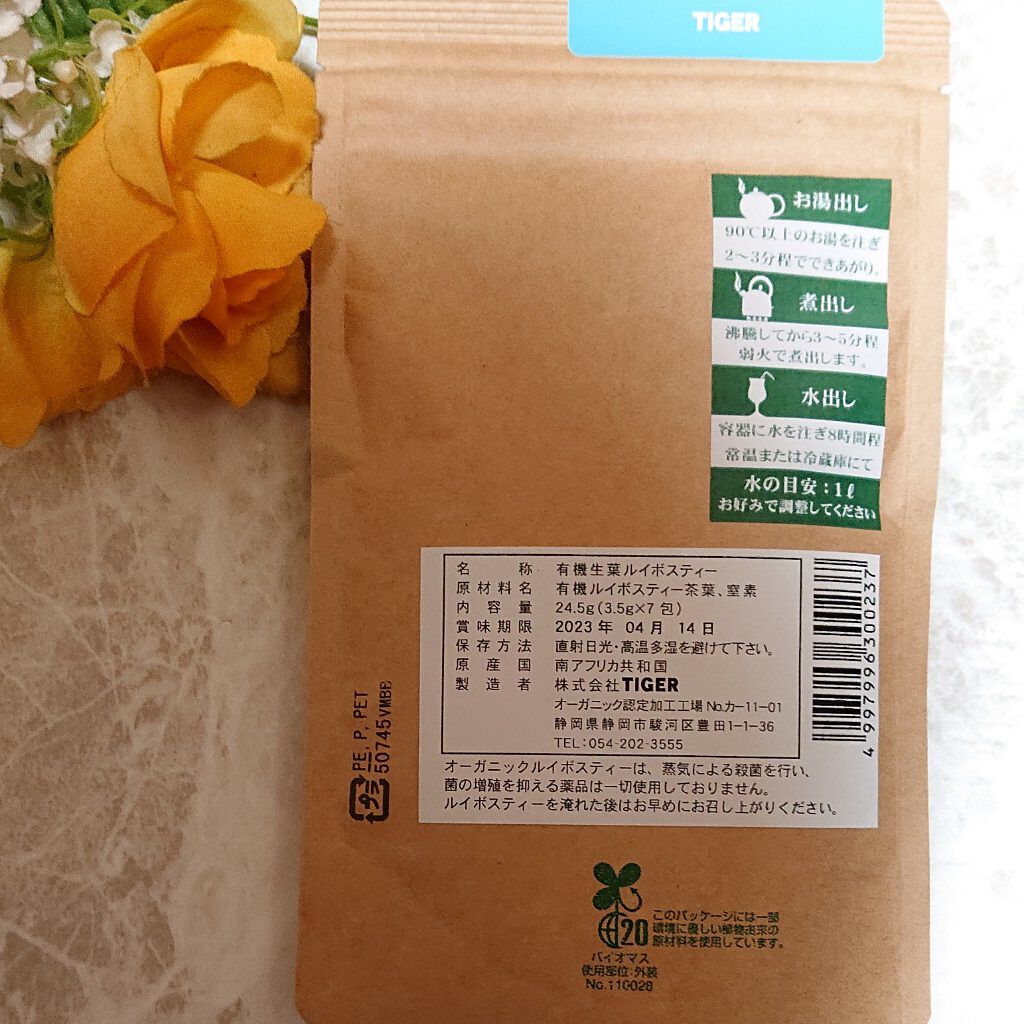 TIGER
お湯出し
90℃以上のお湯を注ぎ
2〜3分程でできあがり。
煮出し
沸騰してから3〜5分程
弱火で煮出します。
水出し
容器に水を注ぎ8時間程
常温または冷蔵庫にて
水の目安：1ℓ
お好みで調整してください
名称 有機生葉ルイボスティー
原材料名 有機ルイボスティー茶葉、窒素
内容量 24.5g(3.5g×7包)
賞味期限 2023年 04月 14日
保存方法 直射日光・高温多湿を避けて下さい。
原産国 南アフリカ共和国
製造者 株式会社TIGER
オーガニック認定加工工場 No.カ-11-01
静岡県静岡市駿河区豊田1-1-36
TEL:054-202-3555
オーガニックルイボスティーは、蒸気による殺菌を行い、
菌の増殖を抑える薬品は一切使用しておりません。
ルイボスティーを淹れた後はお早めにお召し上がりください。
4997996300237
プラ
PE, P, PET
50745VMBB
20
このパッケージには一部
環境に優しい植物由来の
原材料を使用しています。
バイオマス
使用部位:外装
No.110028